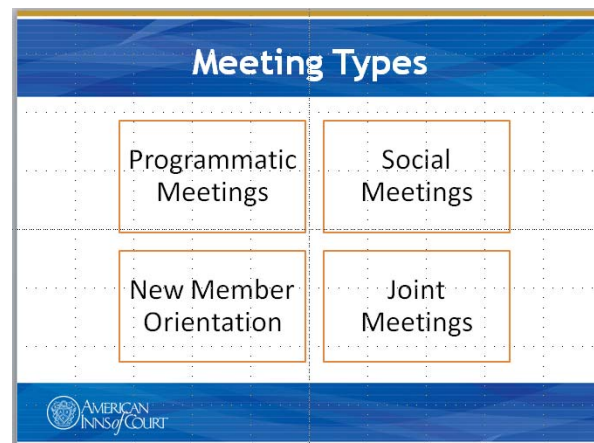 Meeting Types
Programmatic
Meetings
Social
Meetings
New Member
Orientation
Joint
Meetings
AMERICAN
INNS of COURT